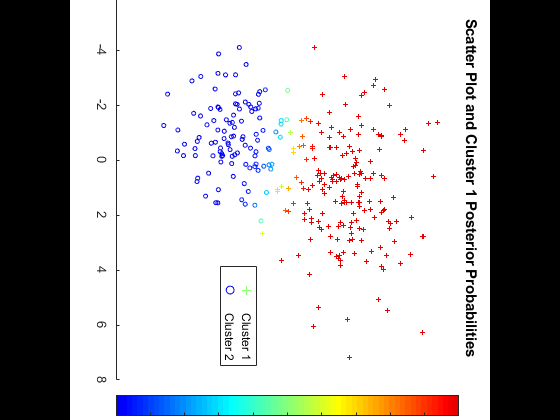 Scatter Plot and Cluster 1 Posterior Probabilities
-4
-2
0
2
4
6
8
Cluster 1
Cluster 2